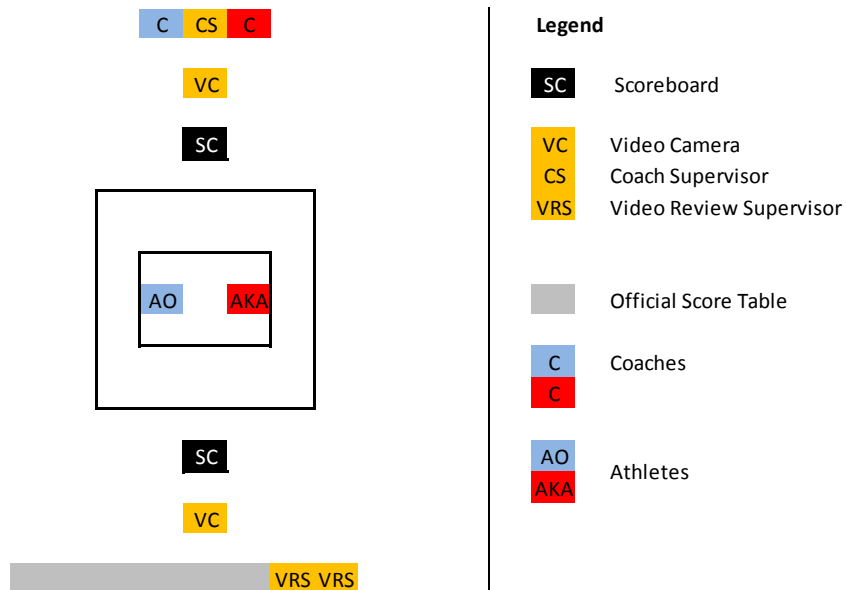 C CS C
VC
SC
AO AKA
SC
VC
VRS VRS
Legend
SC Scoreboard
VC Video Camera
CS Coach Supervisor
VRS Video Review Supervisor
Official Score Table
C Coaches
C
AO
Athletes
AKA